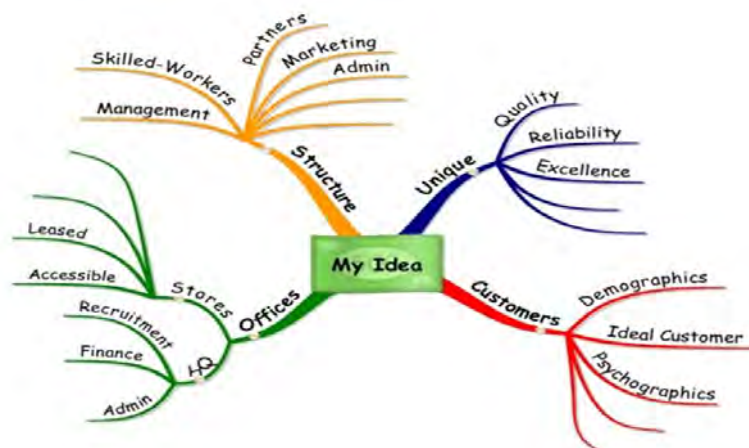 Partners
Marketing
Admin
Skilled-Workers
Management
Structure
Quality
Reliability
Excellence
Unique
My Idea
Leased
Accessible
Stores
Recruitment
Finance
Admin
HQ
Offices
Customers
Demographics
Ideal Customer
Psychographics